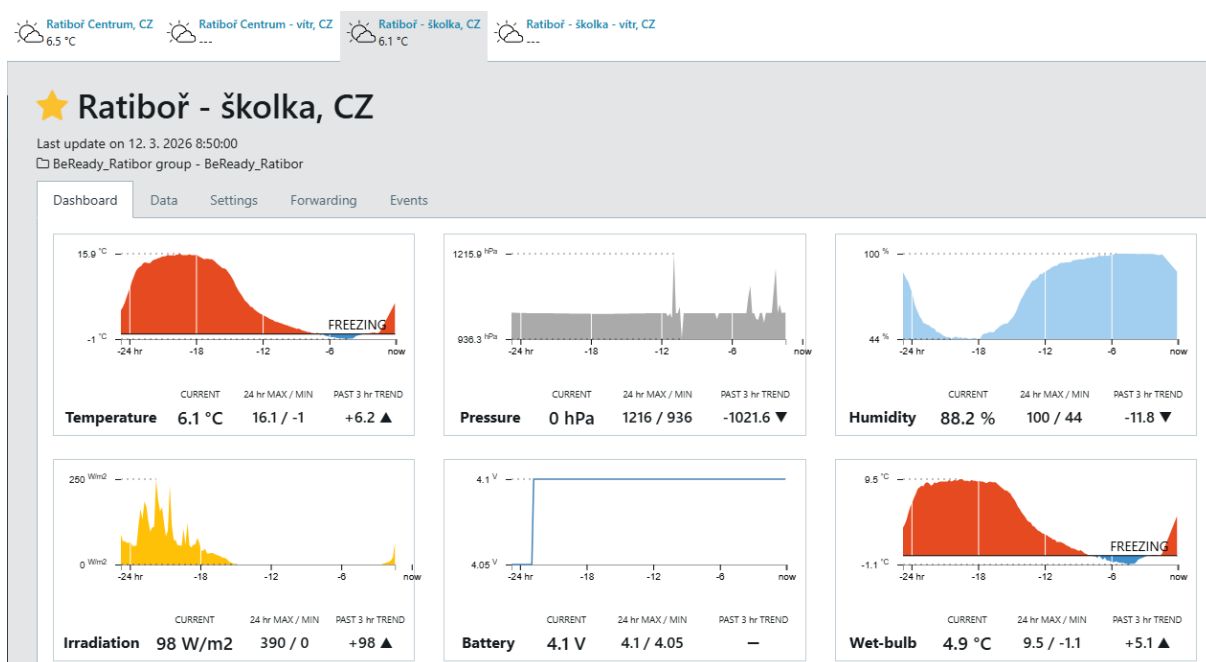 Ratiboř Centrum, CZ Ratiboř Centrum - vítr, CZ Ratiboř - školka, CZ Ratiboř - školka - vítr, CZ
6.5 °C --- 6.1 °C ---
Ratiboř - školka, CZ
Last update on 12. 3. 2026 8:50:00
BeReady_Ratibor group - BeReady_Ratibor
Dashboard Data Settings Forwarding Events
15.9 °C
FREEZING
-1 °C
-24 hr -18 -12 -6 now
CURRENT 24 hr MAX / MIN PAST 3 hr TREND
Temperature 6.1 °C 16.1 / -1 +6.2 ▲
1215.9 hPa
936.3 hPa
-24 hr -18 -12 -6 now
CURRENT 24 hr MAX / MIN PAST 3 hr TREND
Pressure 0 hPa 1216 / 936 -1021.6 ▼
100 %
44 %
-24 hr -18 -12 -6 now
CURRENT 24 hr MAX / MIN PAST 3 hr TREND
Humidity 88.2 % 100 / 44 -11.8 ▼
250 W/m2
0 W/m2
-24 hr -18 -12 -6 now
CURRENT 24 hr MAX / MIN PAST 3 hr TREND
Irradiation 98 W/m2 390 / 0 +98 ▲
4.1 V
4.05 V
-24 hr -18 -12 -6 now
CURRENT 24 hr MAX / MIN PAST 3 hr TREND
Battery 4.1 V 4.1 / 4.05 —
9.5 °C
FREEZING
-1.1 °C
-24 hr -18 -12 -6 now
CURRENT 24 hr MAX / MIN PAST 3 hr TREND
Wet-bulb 4.9 °C 9.5 / -1.1 +5.1 ▲